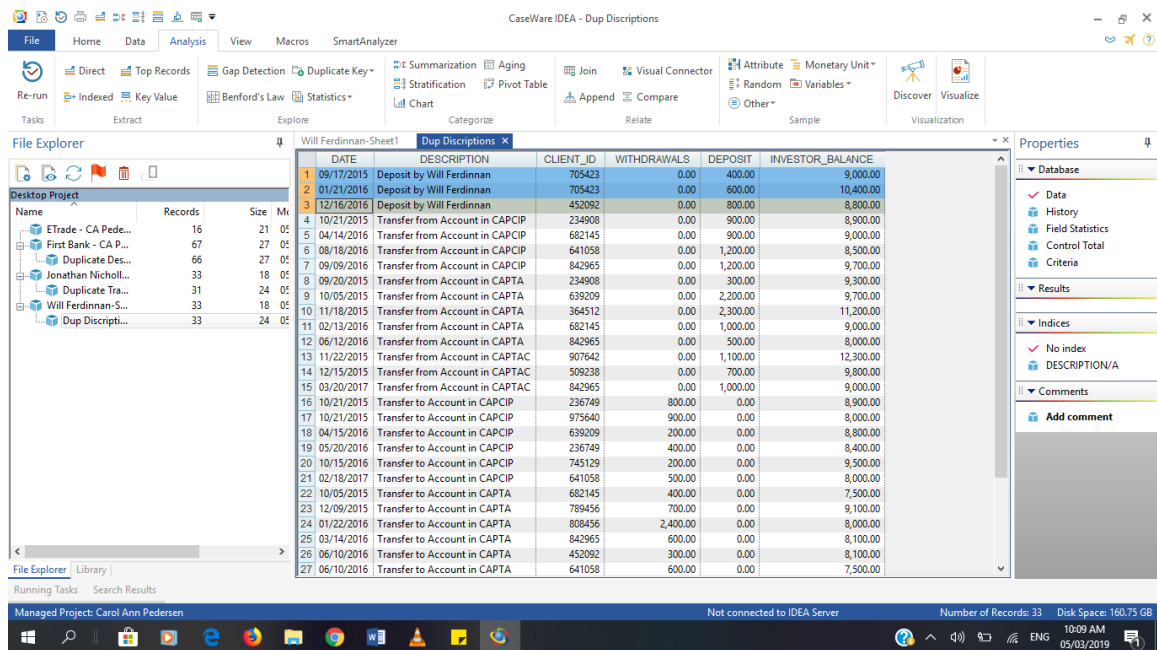 CaseWare IDEA - Dup Discriptions
File Home Data Analysis View Macros SmartAnalyzer
Re-run
Tasks
Direct Top Records
Indexed Key Value
Extract
Gap Detection Duplicate Key
Benford's Law Statistics
Explore
Summarization Aging
Stratification Pivot Table
Chart
Categorize
Join Visual Connector
Append Compare
Relate
Attribute Monetary Unit
Random Variables
Other
Sample
Discover Visualize
Visualization
File Explorer
Desktop Project
Name Records Size Mc
ETrade - CA Pede... 16 21 05
First Bank - CA P... 67 27 05
Duplicate Des... 66 27 05
Jonathan Nicholl... 33 18 05
Duplicate Tra... 31 24 05
Will Ferdinnan-S... 33 18 05
Dup Discripti... 33 24 05
File Explorer Library
Running Tasks Search Results
Will Ferdinnan-Sheet1 Dup Discriptions ×
DATE DESCRIPTION CLIENT_ID WITHDRAWALS DEPOSIT INVESTOR_BALANCE
1 09/17/2015 Deposit by Will Ferdinnan 705423 0.00 400.00 9,000.00
2 01/21/2016 Deposit by Will Ferdinnan 705423 0.00 600.00 10,400.00
3 12/16/2016 Deposit by Will Ferdinnan 452092 0.00 800.00 8,800.00
4 10/21/2015 Transfer from Account in CAPCIP 234908 0.00 900.00 8,900.00
5 04/14/2016 Transfer from Account in CAPCIP 682145 0.00 900.00 9,000.00
6 08/18/2016 Transfer from Account in CAPCIP 641058 0.00 1,200.00 8,500.00
7 09/09/2016 Transfer from Account in CAPCIP 842965 0.00 1,200.00 9,700.00
8 09/20/2015 Transfer from Account in CAPTA 234908 0.00 300.00 9,300.00
9 10/05/2015 Transfer from Account in CAPTA 639209 0.00 2,200.00 9,700.00
10 11/18/2015 Transfer from Account in CAPTA 364512 0.00 2,300.00 11,200.00
11 02/13/2016 Transfer from Account in CAPTA 682145 0.00 1,000.00 9,000.00
12 06/12/2016 Transfer from Account in CAPTA 842965 0.00 500.00 8,000.00
13 11/22/2015 Transfer from Account in CAPTAC 907642 0.00 1,100.00 12,300.00
14 12/15/2015 Transfer from Account in CAPTAC 509238 0.00 700.00 9,800.00
15 03/20/2017 Transfer from Account in CAPTAC 842965 0.00 1,000.00 9,000.00
16 10/21/2015 Transfer to Account in CAPCIP 236749 800.00 0.00 8,900.00
17 10/21/2015 Transfer to Account in CAPCIP 975640 900.00 0.00 8,000.00
18 04/15/2016 Transfer to Account in CAPCIP 639209 200.00 0.00 8,800.00
19 05/20/2016 Transfer to Account in CAPCIP 236749 400.00 0.00 8,400.00
20 10/15/2016 Transfer to Account in CAPCIP 745129 200.00 0.00 9,500.00
21 02/18/2017 Transfer to Account in CAPCIP 641058 500.00 0.00 8,000.00
22 10/05/2015 Transfer to Account in CAPTA 682145 400.00 0.00 7,500.00
23 12/09/2015 Transfer to Account in CAPTA 789456 700.00 0.00 9,100.00
24 01/22/2016 Transfer to Account in CAPTA 808456 2,400.00 0.00 8,000.00
25 03/14/2016 Transfer to Account in CAPTA 842965 600.00 0.00 8,100.00
26 06/10/2016 Transfer to Account in CAPTA 452092 300.00 0.00 8,100.00
27 06/10/2016 Transfer to Account in CAPTA 641058 600.00 0.00 7,500.00
Properties
Database
Data
History
Field Statistics
Control Total
Criteria
Results
Indices
No index
DESCRIPTION/A
Comments
Add comment
Managed Project: Carol Ann Pedersen Not connected to IDEA Server Number of Records: 33 Disk Space: 160.75 GB
ENG
10:09 AM
05/03/2019